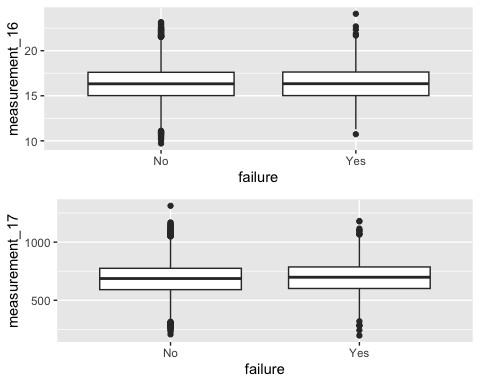 measurement_16
20
15
10
No
Yes
failure
measurement_17
1000
500
No
Yes
failure